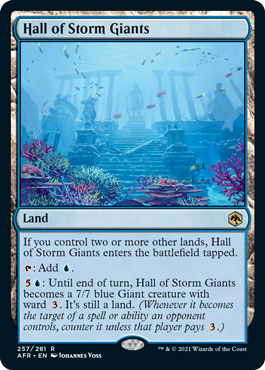 Hall of Storm Giants
Land
If you control two or more other lands, Hall
of Storm Giants enters the battlefield tapped.
: Add .
5 : Until end of turn, Hall of Storm Giants
becomes a 7/7 blue Giant creature with
ward 3. It's still a land. (Whenever it becomes
the target of a spell or ability an opponent
controls, counter it unless that player pays 3.)
257/281 R
AFR • EN Johannes Voss
™ & © 2021 Wizards of the Coast